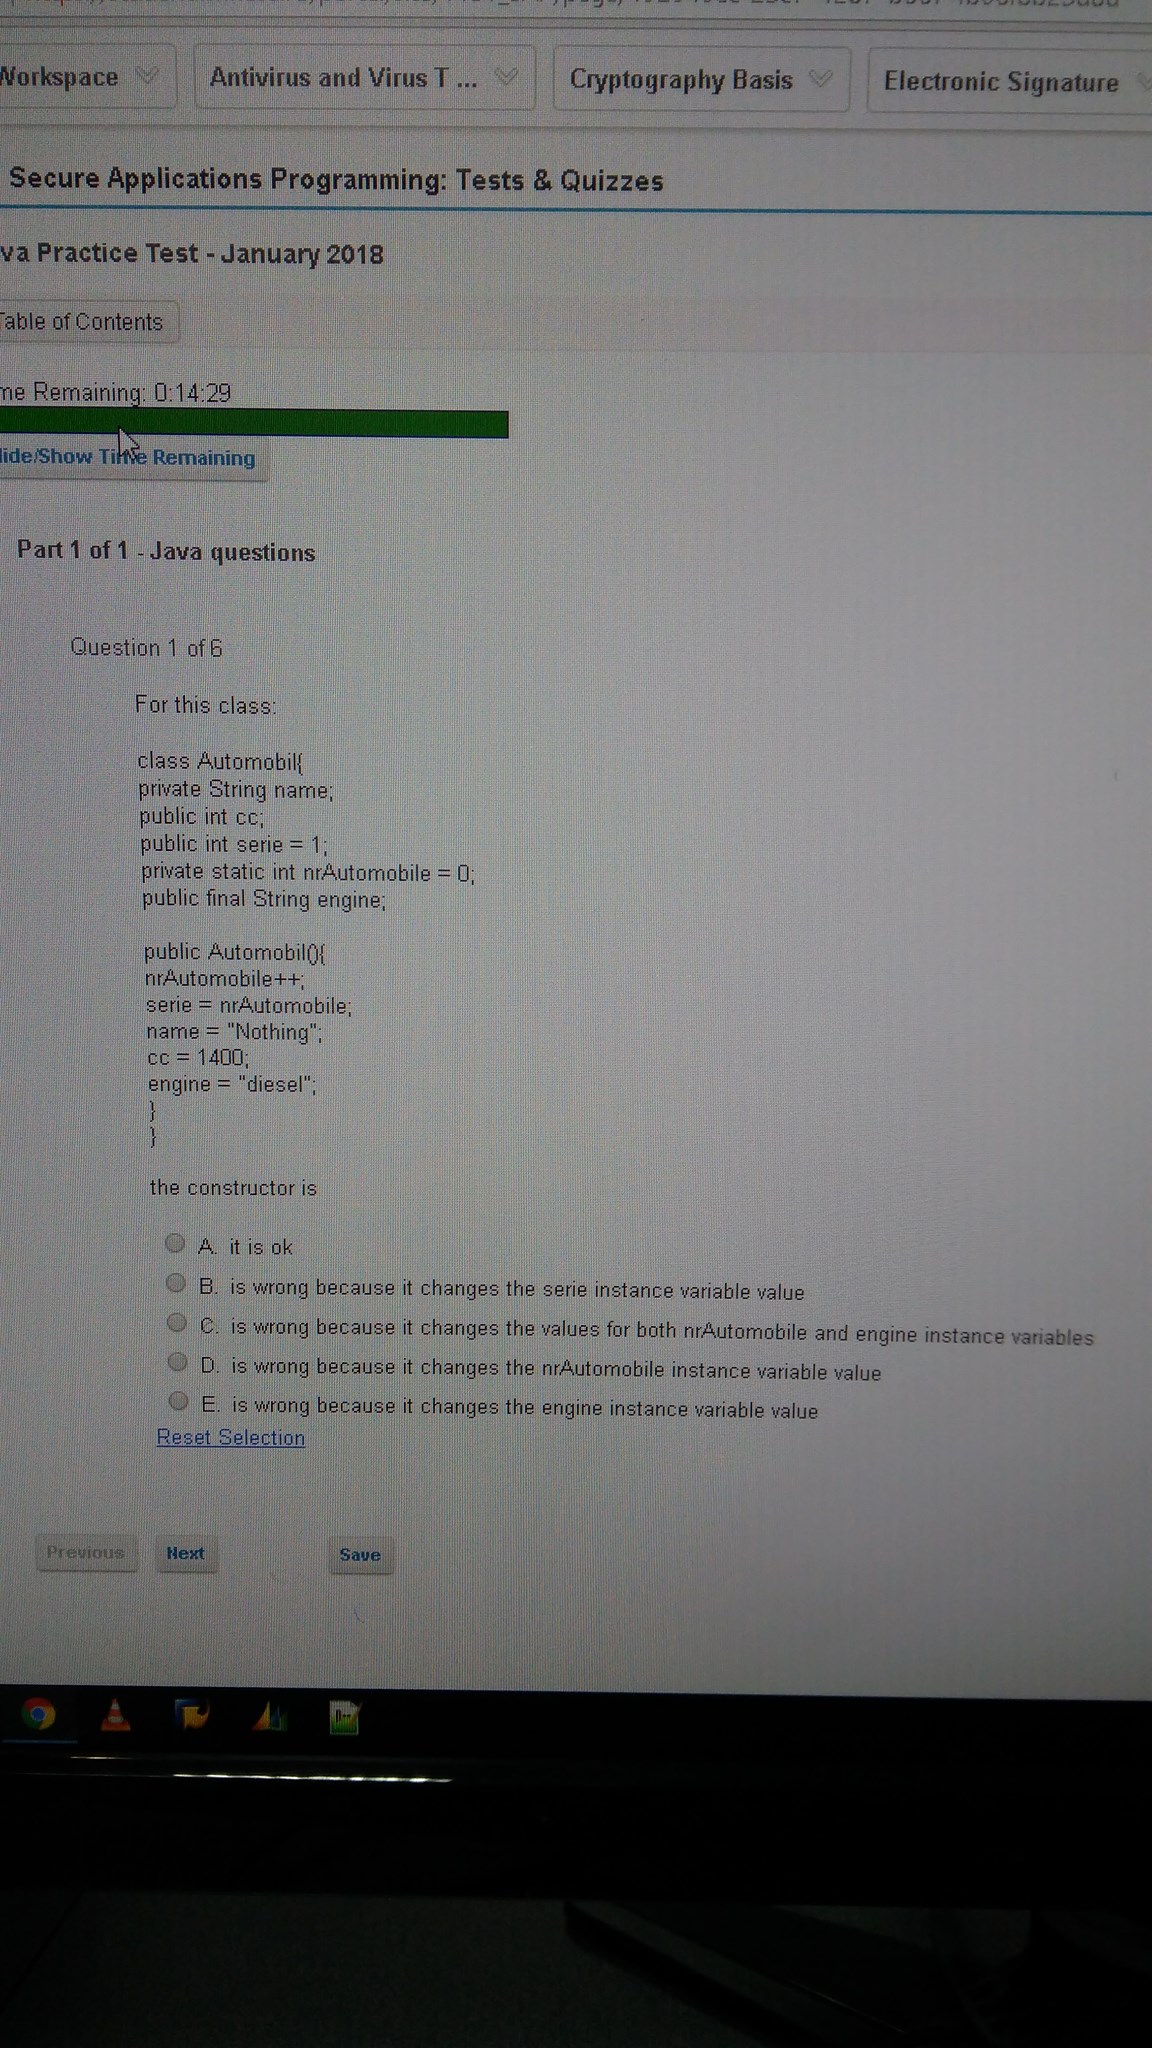 Workspace
Antivirus and Virus T ...
Cryptography Basis
Electronic Signature
Secure Applications Programming: Tests & Quizzes
va Practice Test - January 2018
Table of Contents
me Remaining: 0:14:29
Hide/Show Time Remaining
Part 1 of 1 - Java questions
Question 1 of 6
For this class:
class Automobil{
private String name;
public int cc;
public int serie = 1;
private static int nrAutomobile = 0;
public final String engine;
public Automobil(){
nrAutomobile++;
serie = nrAutomobile;
name = "Nothing";
cc = 1400;
engine = "diesel";
}
}
the constructor is
A. it is ok
B. is wrong because it changes the serie instance variable value
C. is wrong because it changes the values for both nrAutomobile and engine instance variables
D. is wrong because it changes the nrAutomobile instance variable value
E. is wrong because it changes the engine instance variable value
Reset Selection
Previous
Next
Save